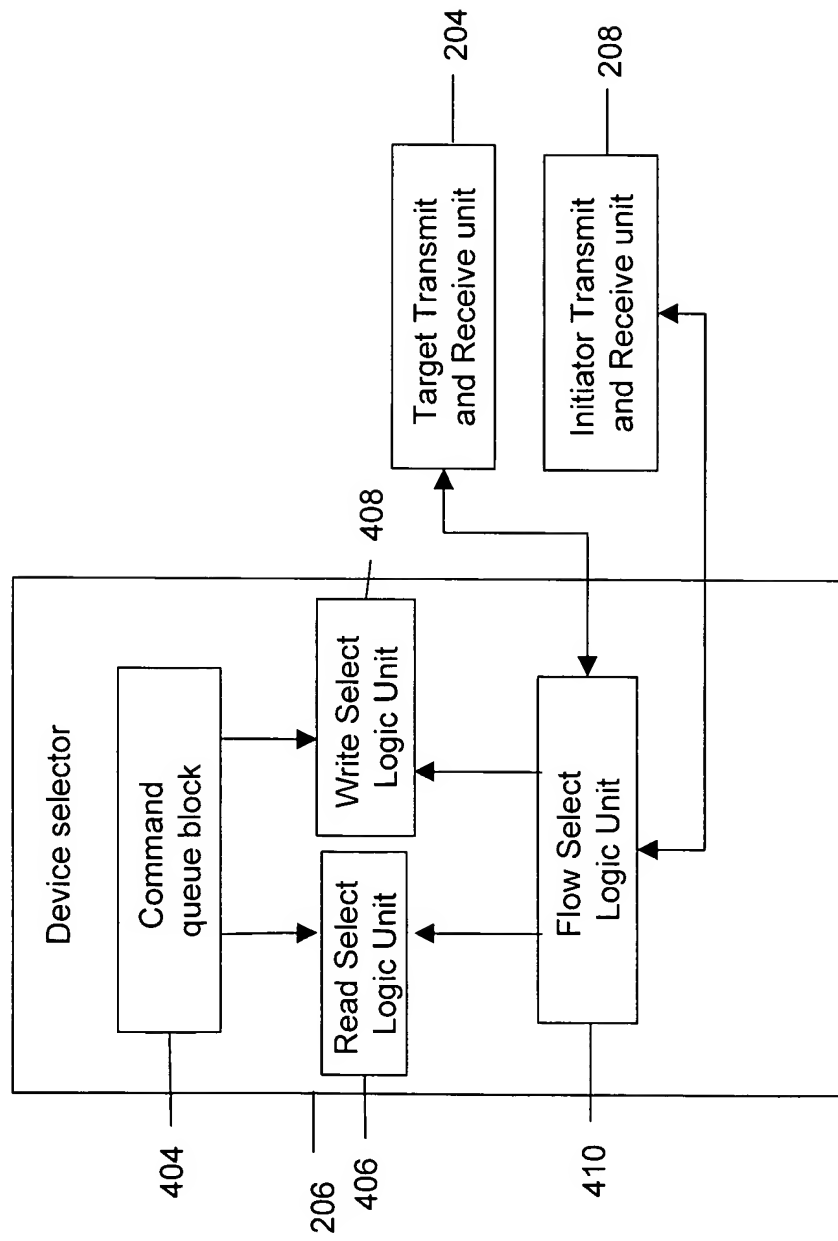 Device selector
404
Command
queue block
206
406
Read Select
Logic Unit
408
Write Select
Logic Unit
410
Flow Select
Logic Unit
204
Target Transmit
and Receive unit
208
Initiator Transmit
and Receive unit